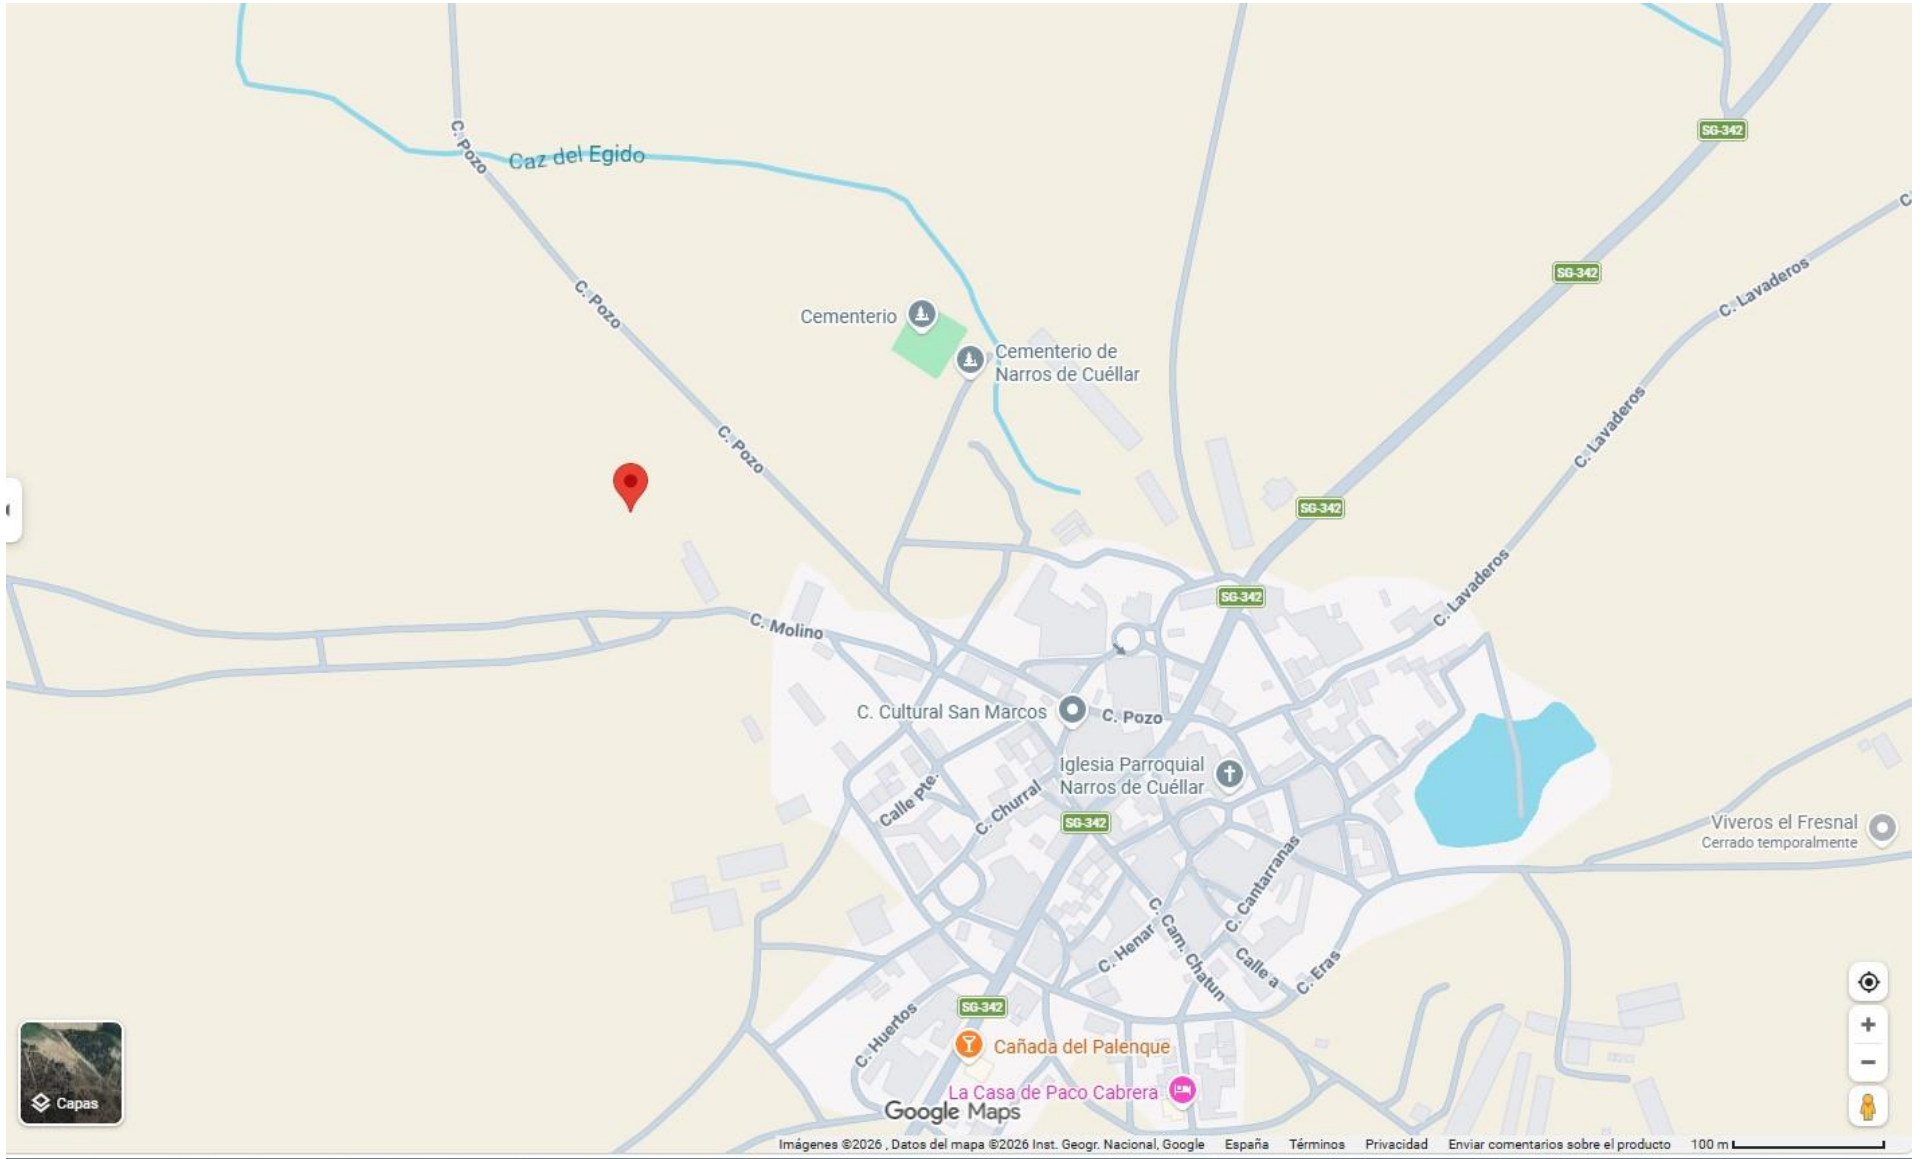 C. Pozo
Caz del Egido
SG-342
C.
SG-342
C. Lavaderos
C. Pozo
Cementerio
Cementerio de
Narros de Cuéllar
C. Pozo
C. Lavaderos
SG-342
C. Lavaderos
SG-342
C. Molino
C. Cultural San Marcos
C. Pozo
Iglesia Parroquial
Narros de Cuéllar
Calle Pte.
C. Churral
SG-342
Viveros el Fresnal
Cerrado temporalmente
C. Cantarranas
C. Cam. Chatun
C. Henar
Calle a
C. Eras
SG-342
C. Huertos
Cañada del Palenque
La Casa de Paco Cabrera
Capas
Google Maps
Imágenes ©2026 , Datos del mapa ©2026 Inst. Geogr. Nacional, Google España Términos Privacidad Enviar comentarios sobre el producto 100 m